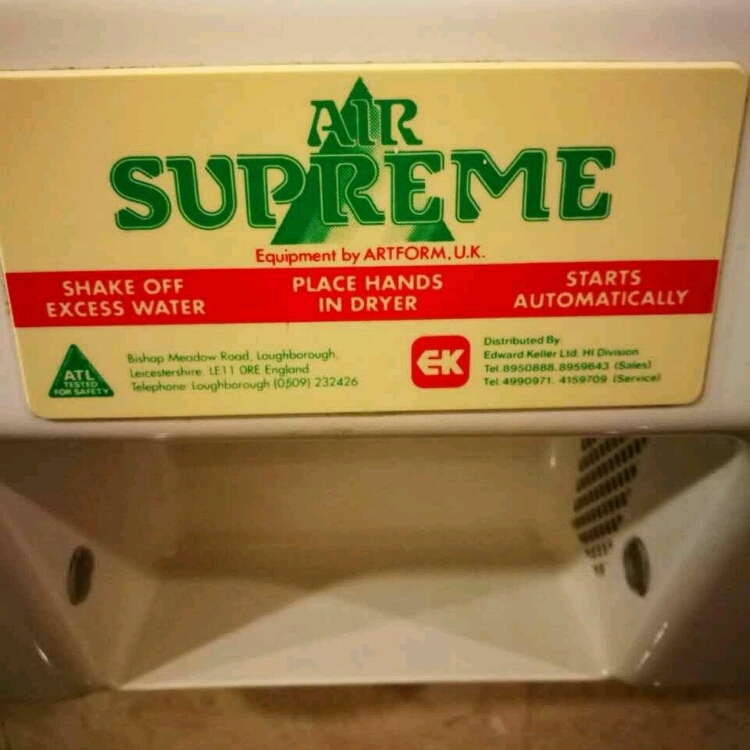 AIR
SUPREME
Equipment by ARTFORM, U.K.
SHAKE OFF
EXCESS WATER
PLACE HANDS
IN DRYER
STARTS
AUTOMATICALLY
ATL
TESTED
FOR SAFETY
Bishop Meadow Road, Loughborough,
Leicestershire. LE11 0RE England
Telephone Loughborough (0509) 232426
EK
Distributed By
Edward Keller Ltd. HI Division
Tel.8950888.8959643 (Sales)
Tel.4990971. 4159709 (Service)